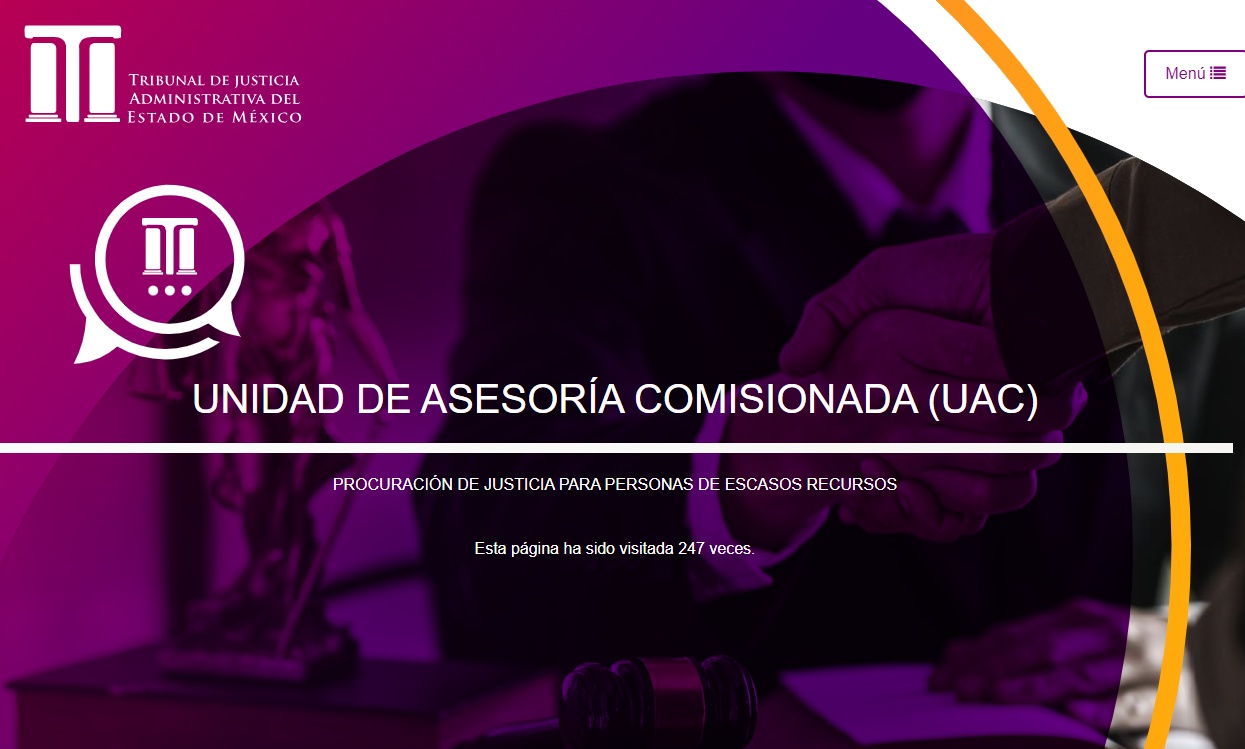 TRIBUNAL DE JUSTICIA
ADMINISTRATIVA DEL
ESTADO DE MÉXICO
Menú
UNIDAD DE ASESORÍA COMISIONADA (UAC)
PROCURACIÓN DE JUSTICIA PARA PERSONAS DE ESCASOS RECURSOS
Esta página ha sido visitada 247 veces.